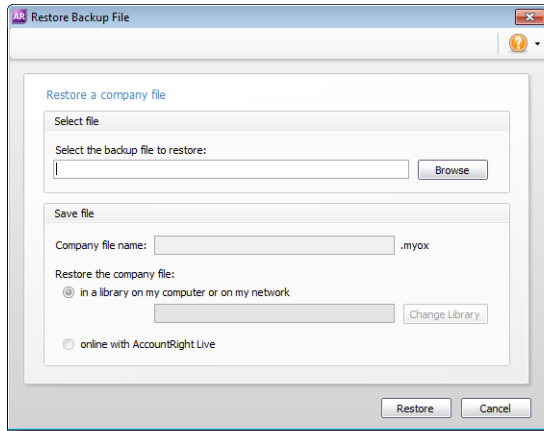 AR Restore Backup File
?
Restore a company file
Select file
Select the backup file to restore:
Browse
Save file
Company file name: .myox
Restore the company file:
in a library on my computer or on my network
Change Library
online with AccountRight Live
Restore Cancel